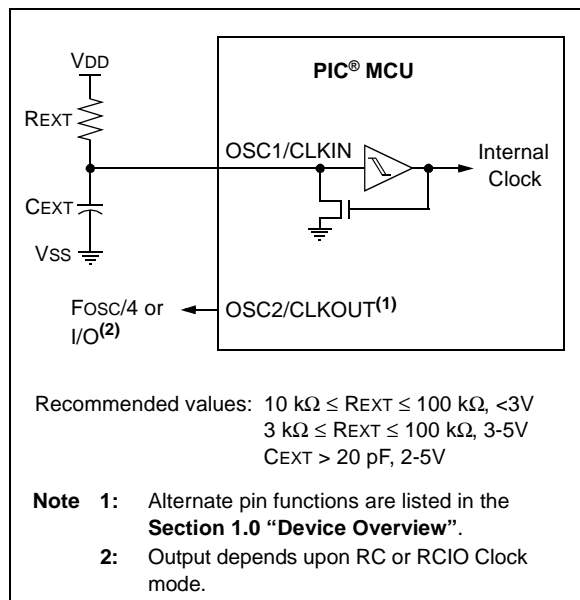 VDD
PIC® MCU
REXT
OSC1/CLKIN
Internal
Clock
CEXT
VSS
FOSC/4 or
I/O(2)
OSC2/CLKOUT(1)
Recommended values: 10 kΩ ≤ REXT ≤ 100 kΩ, <3V
3 kΩ ≤ REXT ≤ 100 kΩ, 3-5V
CEXT > 20 pF, 2-5V
Note 1: Alternate pin functions are listed in the
Section 1.0 “Device Overview”.
2: Output depends upon RC or RCIO Clock
mode.